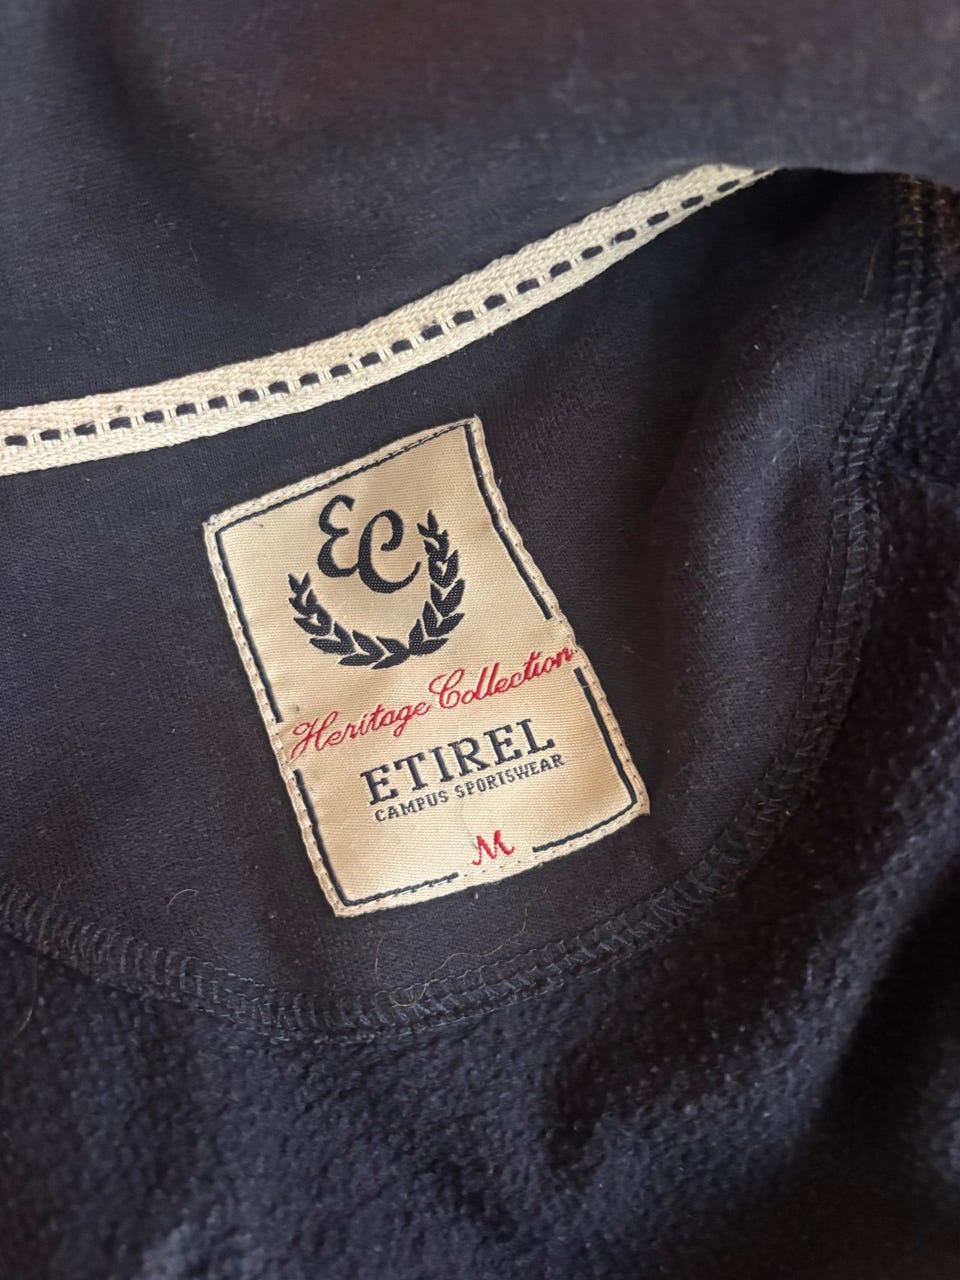 EC
Heritage Collection
ETIREL
CAMPUS SPORTSWEAR
M